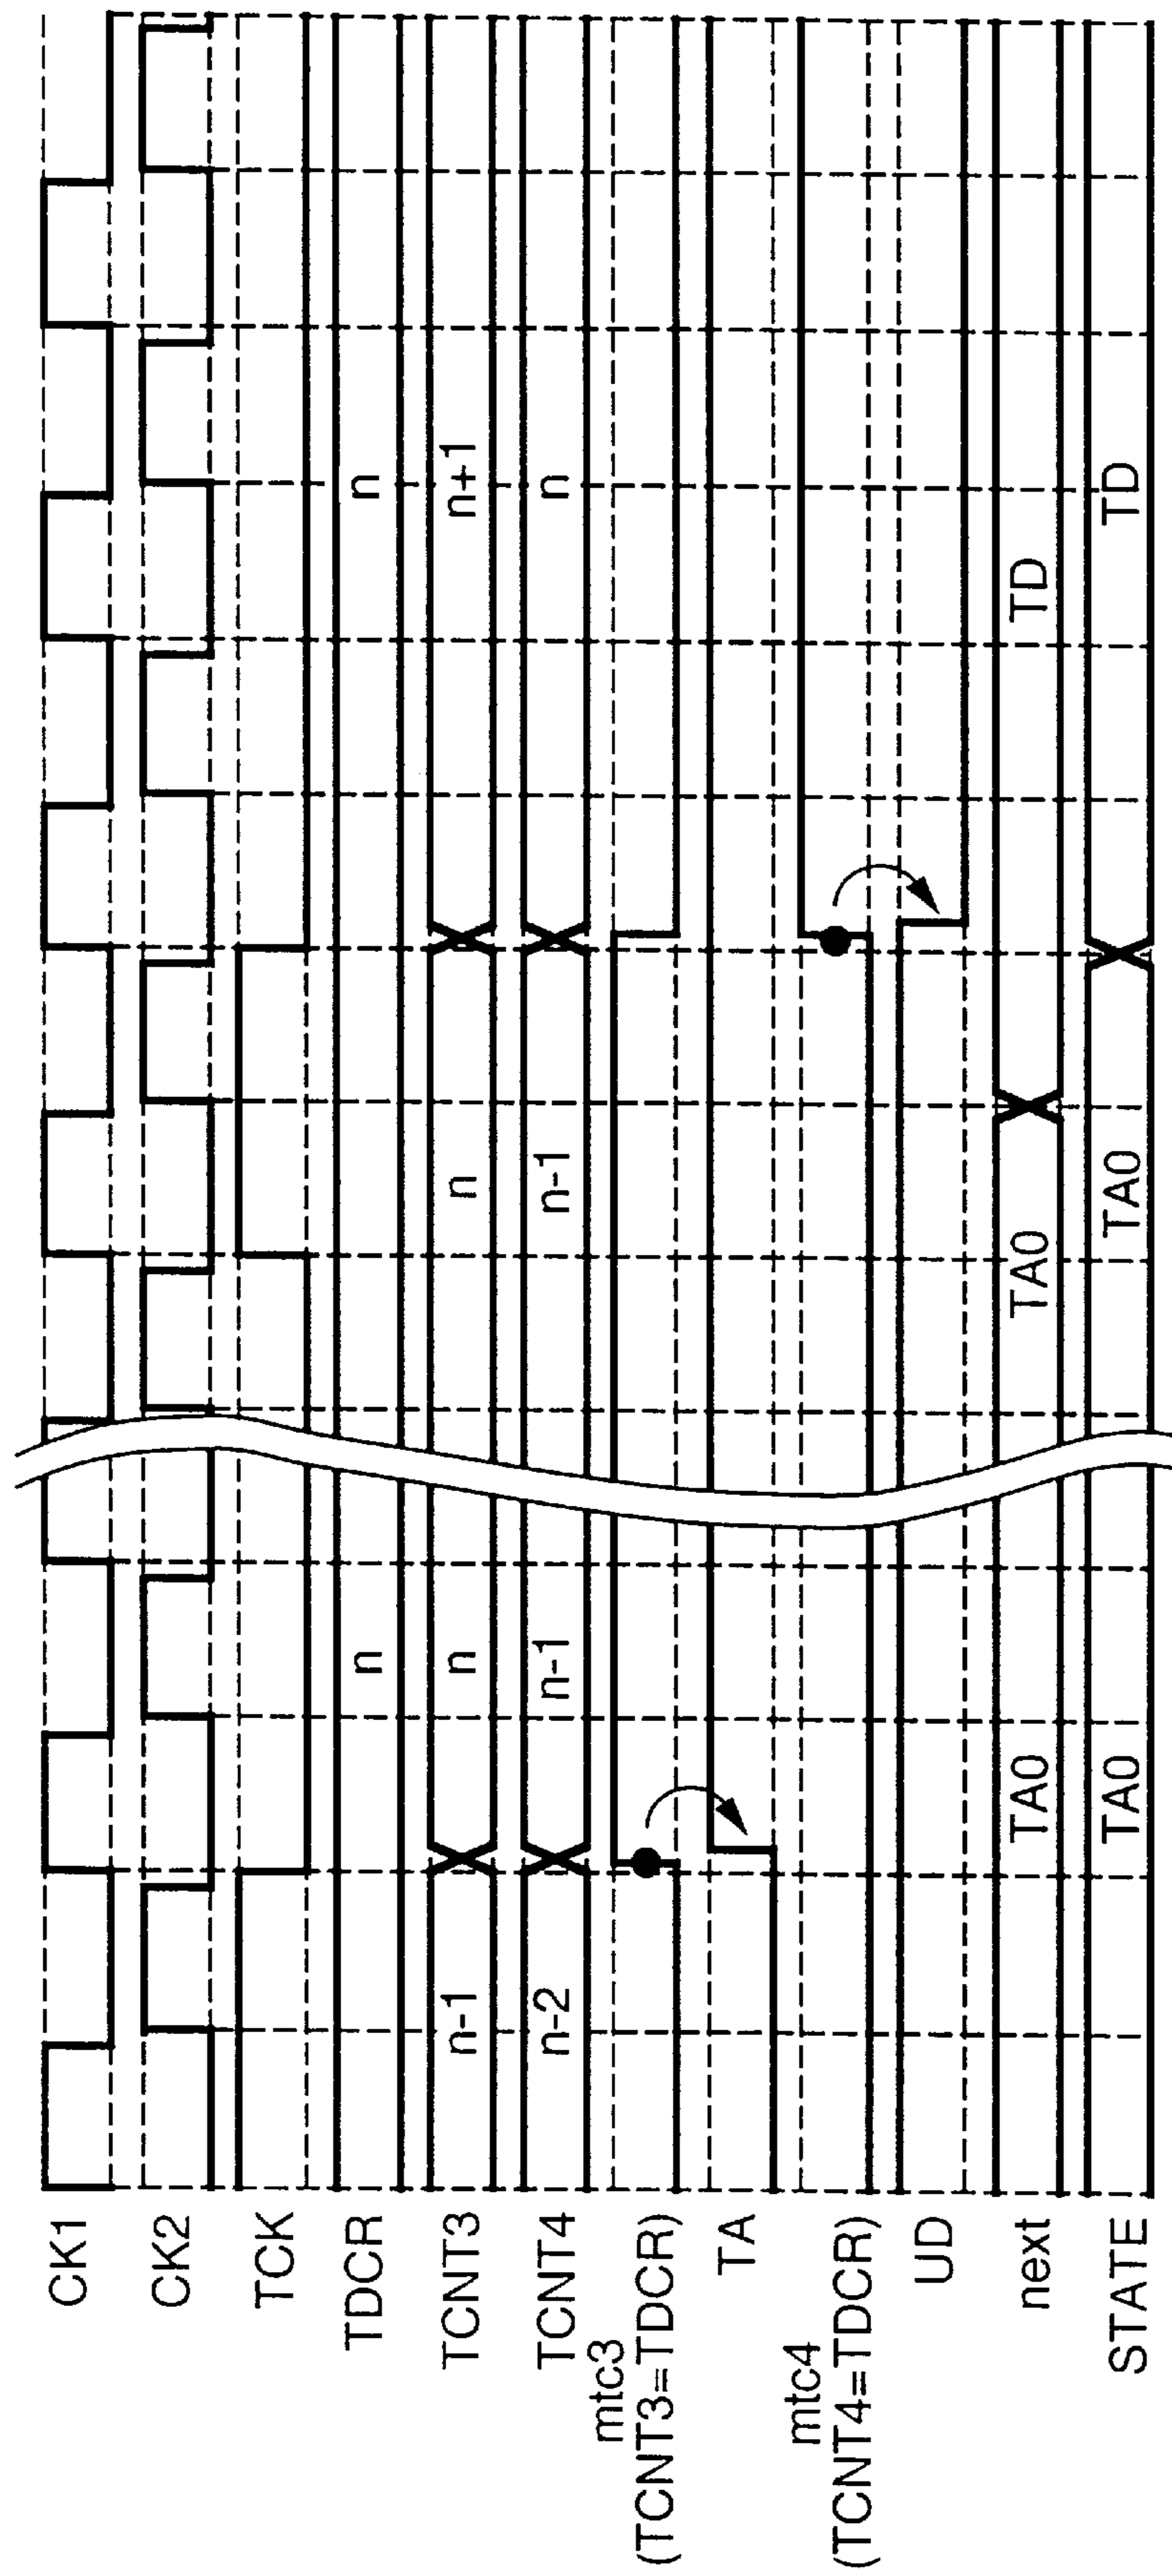 CK1
CK2
TCK
TDCR n n
TCNT3 n-1 n n n+1
TCNT4 n-2 n-1 n-1 n
mtc3
(TCNT3=TDCR)
TA
mtc4
(TCNT4=TDCR)
UD
next TA0 TA0 TD
STATE TA0 TA0 TD